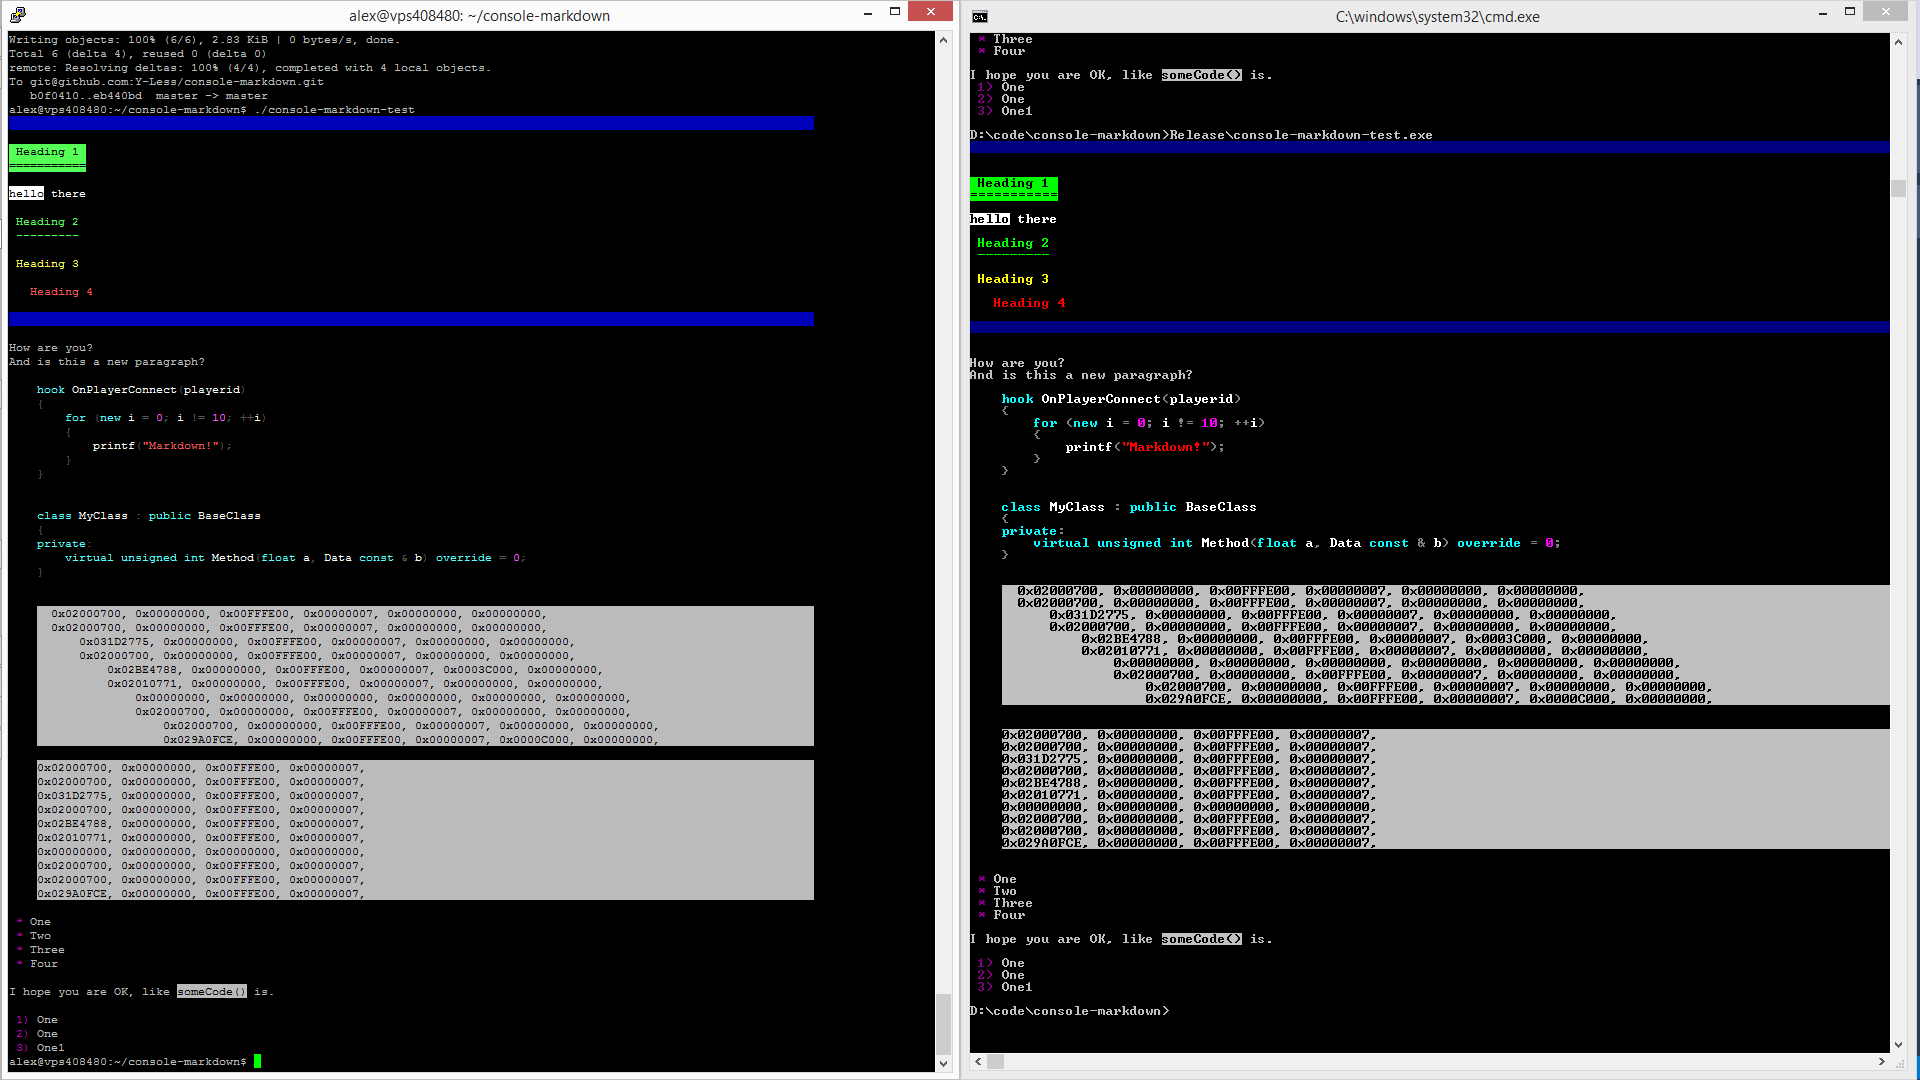 alex@vps408480: ~/console-markdown
Writing objects: 100% (6/6), 2.83 KiB | 0 bytes/s, done.
Total 6 (delta 4), reused 0 (delta 0)
remote: Resolving deltas: 100% (4/4), completed with 4 local objects.
To git@github.com:Y-Less/console-markdown.git
   b0f0410..eb440bd  master -> master
alex@vps408480:~/console-markdown$ ./console-markdown-test
 Heading 1
===========
hello there
 Heading 2
 ---------
 Heading 3
   Heading 4
How are you?
And is this a new paragraph?
    hook OnPlayerConnect(playerid)
    {
        for (new i = 0; i != 10; ++i)
        {
            printf("Markdown!");
        }
    }
    class MyClass : public BaseClass
    {
    private:
        virtual unsigned int Method(float a, Data const & b) override = 0;
    }
      0x02000700, 0x00000000, 0x00FFFE00, 0x00000007, 0x00000000, 0x00000000,
      0x02000700, 0x00000000, 0x00FFFE00, 0x00000007, 0x00000000, 0x00000000,
          0x031D2775, 0x00000000, 0x00FFFE00, 0x00000007, 0x00000000, 0x00000000,
          0x02000700, 0x00000000, 0x00FFFE00, 0x00000007, 0x00000000, 0x00000000,
              0x02BE4788, 0x00000000, 0x00FFFE00, 0x00000007, 0x0003C000, 0x00000000,
              0x02010771, 0x00000000, 0x00FFFE00, 0x00000007, 0x00000000, 0x00000000,
                  0x00000000, 0x00000000, 0x00000000, 0x00000000, 0x00000000, 0x00000000,
                  0x02000700, 0x00000000, 0x00FFFE00, 0x00000007, 0x00000000, 0x00000000,
                      0x02000700, 0x00000000, 0x00FFFE00, 0x00000007, 0x00000000, 0x00000000,
                      0x029A0FCE, 0x00000000, 0x00FFFE00, 0x00000007, 0x0000C000, 0x00000000,
    0x02000700, 0x00000000, 0x00FFFE00, 0x00000007,
    0x02000700, 0x00000000, 0x00FFFE00, 0x00000007,
    0x031D2775, 0x00000000, 0x00FFFE00, 0x00000007,
    0x02000700, 0x00000000, 0x00FFFE00, 0x00000007,
    0x02BE4788, 0x00000000, 0x00FFFE00, 0x00000007,
    0x02010771, 0x00000000, 0x00FFFE00, 0x00000007,
    0x00000000, 0x00000000, 0x00000000, 0x00000000,
    0x02000700, 0x00000000, 0x00FFFE00, 0x00000007,
    0x02000700, 0x00000000, 0x00FFFE00, 0x00000007,
    0x029A0FCE, 0x00000000, 0x00FFFE00, 0x00000007,
 * One
 * Two
 * Three
 * Four
I hope you are OK, like someCode() is.
 1) One
 2) One
 3) One1
alex@vps408480:~/console-markdown$
C:\windows\system32\cmd.exe
 * Three
 * Four
I hope you are OK, like someCode() is.
 1) One
 2) One
 3) One1
D:\code\console-markdown>Release\console-markdown-test.exe
 Heading 1
===========
hello there
 Heading 2
 ---------
 Heading 3
   Heading 4
How are you?
And is this a new paragraph?
    hook OnPlayerConnect(playerid)
    {
        for (new i = 0; i != 10; ++i)
        {
            printf("Markdown!");
        }
    }
    class MyClass : public BaseClass
    {
    private:
        virtual unsigned int Method(float a, Data const & b) override = 0;
    }
      0x02000700, 0x00000000, 0x00FFFE00, 0x00000007, 0x00000000, 0x00000000,
      0x02000700, 0x00000000, 0x00FFFE00, 0x00000007, 0x00000000, 0x00000000,
          0x031D2775, 0x00000000, 0x00FFFE00, 0x00000007, 0x00000000, 0x00000000,
          0x02000700, 0x00000000, 0x00FFFE00, 0x00000007, 0x00000000, 0x00000000,
              0x02BE4788, 0x00000000, 0x00FFFE00, 0x00000007, 0x0003C000, 0x00000000,
              0x02010771, 0x00000000, 0x00FFFE00, 0x00000007, 0x00000000, 0x00000000,
                  0x00000000, 0x00000000, 0x00000000, 0x00000000, 0x00000000, 0x00000000,
                  0x02000700, 0x00000000, 0x00FFFE00, 0x00000007, 0x00000000, 0x00000000,
                      0x02000700, 0x00000000, 0x00FFFE00, 0x00000007, 0x00000000, 0x00000000,
                      0x029A0FCE, 0x00000000, 0x00FFFE00, 0x00000007, 0x0000C000, 0x00000000,
    0x02000700, 0x00000000, 0x00FFFE00, 0x00000007,
    0x02000700, 0x00000000, 0x00FFFE00, 0x00000007,
    0x031D2775, 0x00000000, 0x00FFFE00, 0x00000007,
    0x02000700, 0x00000000, 0x00FFFE00, 0x00000007,
    0x02BE4788, 0x00000000, 0x00FFFE00, 0x00000007,
    0x02010771, 0x00000000, 0x00FFFE00, 0x00000007,
    0x00000000, 0x00000000, 0x00000000, 0x00000000,
    0x02000700, 0x00000000, 0x00FFFE00, 0x00000007,
    0x02000700, 0x00000000, 0x00FFFE00, 0x00000007,
    0x029A0FCE, 0x00000000, 0x00FFFE00, 0x00000007,
 * One
 * Two
 * Three
 * Four
I hope you are OK, like someCode() is.
 1) One
 2) One
 3) One1
D:\code\console-markdown>